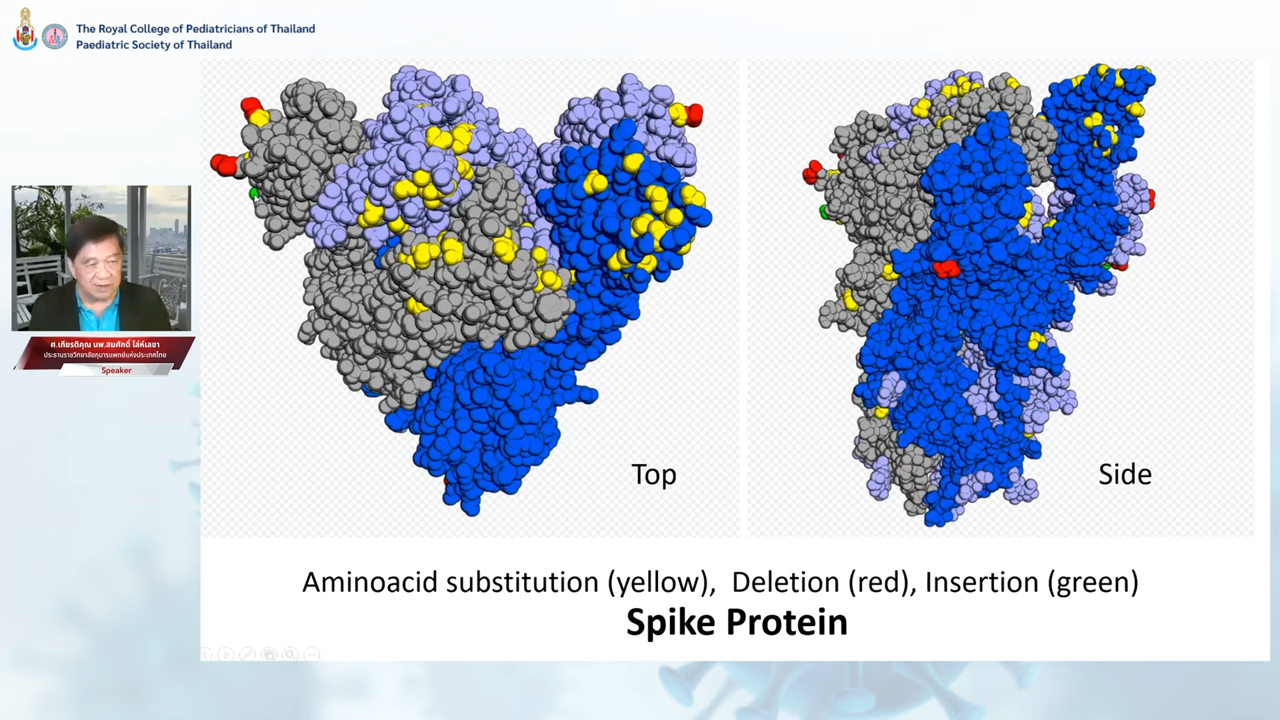 The Royal College of Pediatricians of Thailand
Paediatric Society of Thailand
ศ.เกียรติคุณ นพ.สมศักดิ์ โล่ห์เลขา
ประธานราชวิทยาลัยกุมารแพทย์แห่งประเทศไทย
Speaker
Top
Side
Aminoacid substitution (yellow), Deletion (red), Insertion (green)
Spike Protein